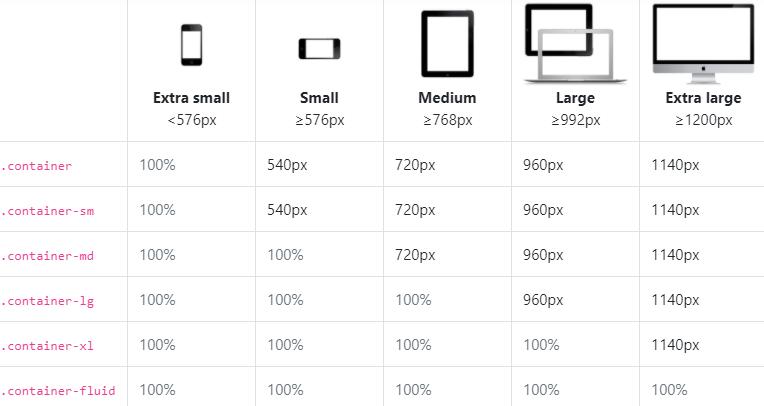 Extra small Small Medium Large Extra large
<576px ≥576px ≥768px ≥992px ≥1200px
.container 100% 540px 720px 960px 1140px
.container-sm 100% 540px 720px 960px 1140px
.container-md 100% 100% 720px 960px 1140px
.container-lg 100% 100% 100% 960px 1140px
.container-xl 100% 100% 100% 100% 1140px
.container-fluid 100% 100% 100% 100% 100%